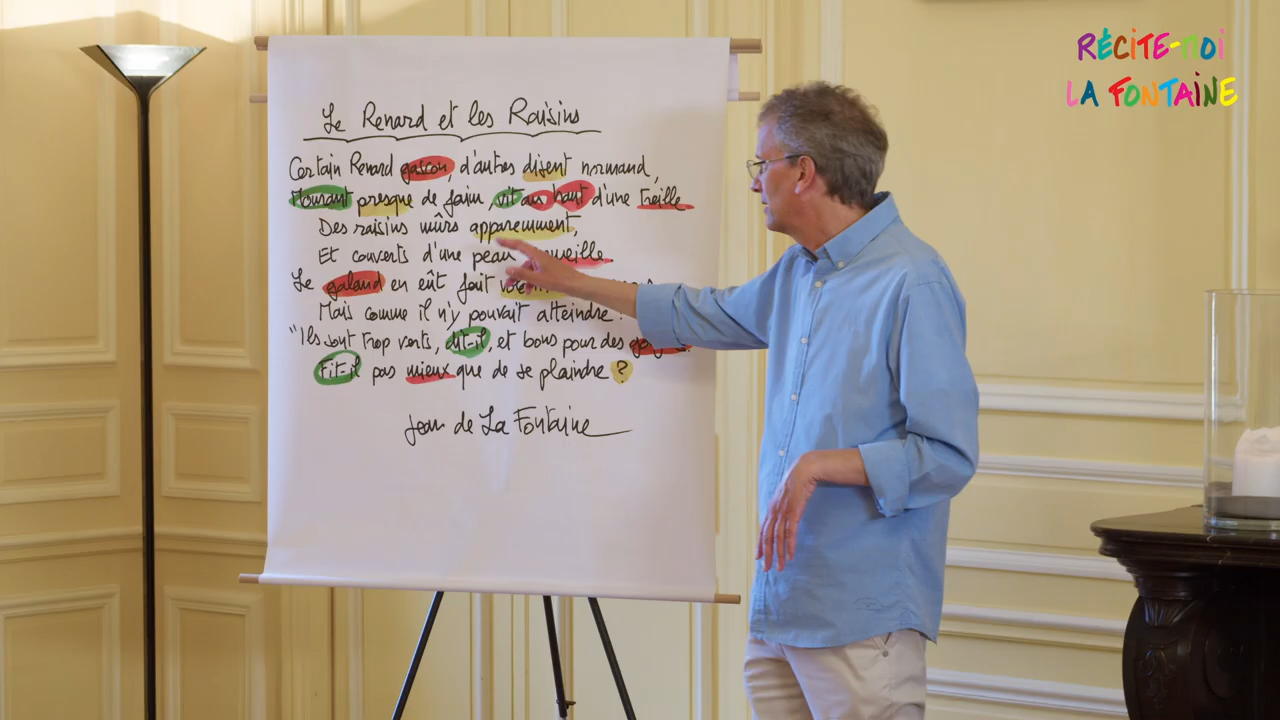 RÉCITE-MOI
LA FONTAINE
Le Renard et les Raisins
Certain Renard gascon, d'autres disent normand,
Mourant presque de faim, vit au haut d'une treille
Des raisins mûrs apparemment,
Et couverts d'une peau vermeille.
Le galand en eût fait
Mais comme il n'y pouvait atteindre :
"Ils sont trop verts, dit-il, et bons pour des
Fit-il pas mieux que de se plaindre ?
Jean de La Fontaine